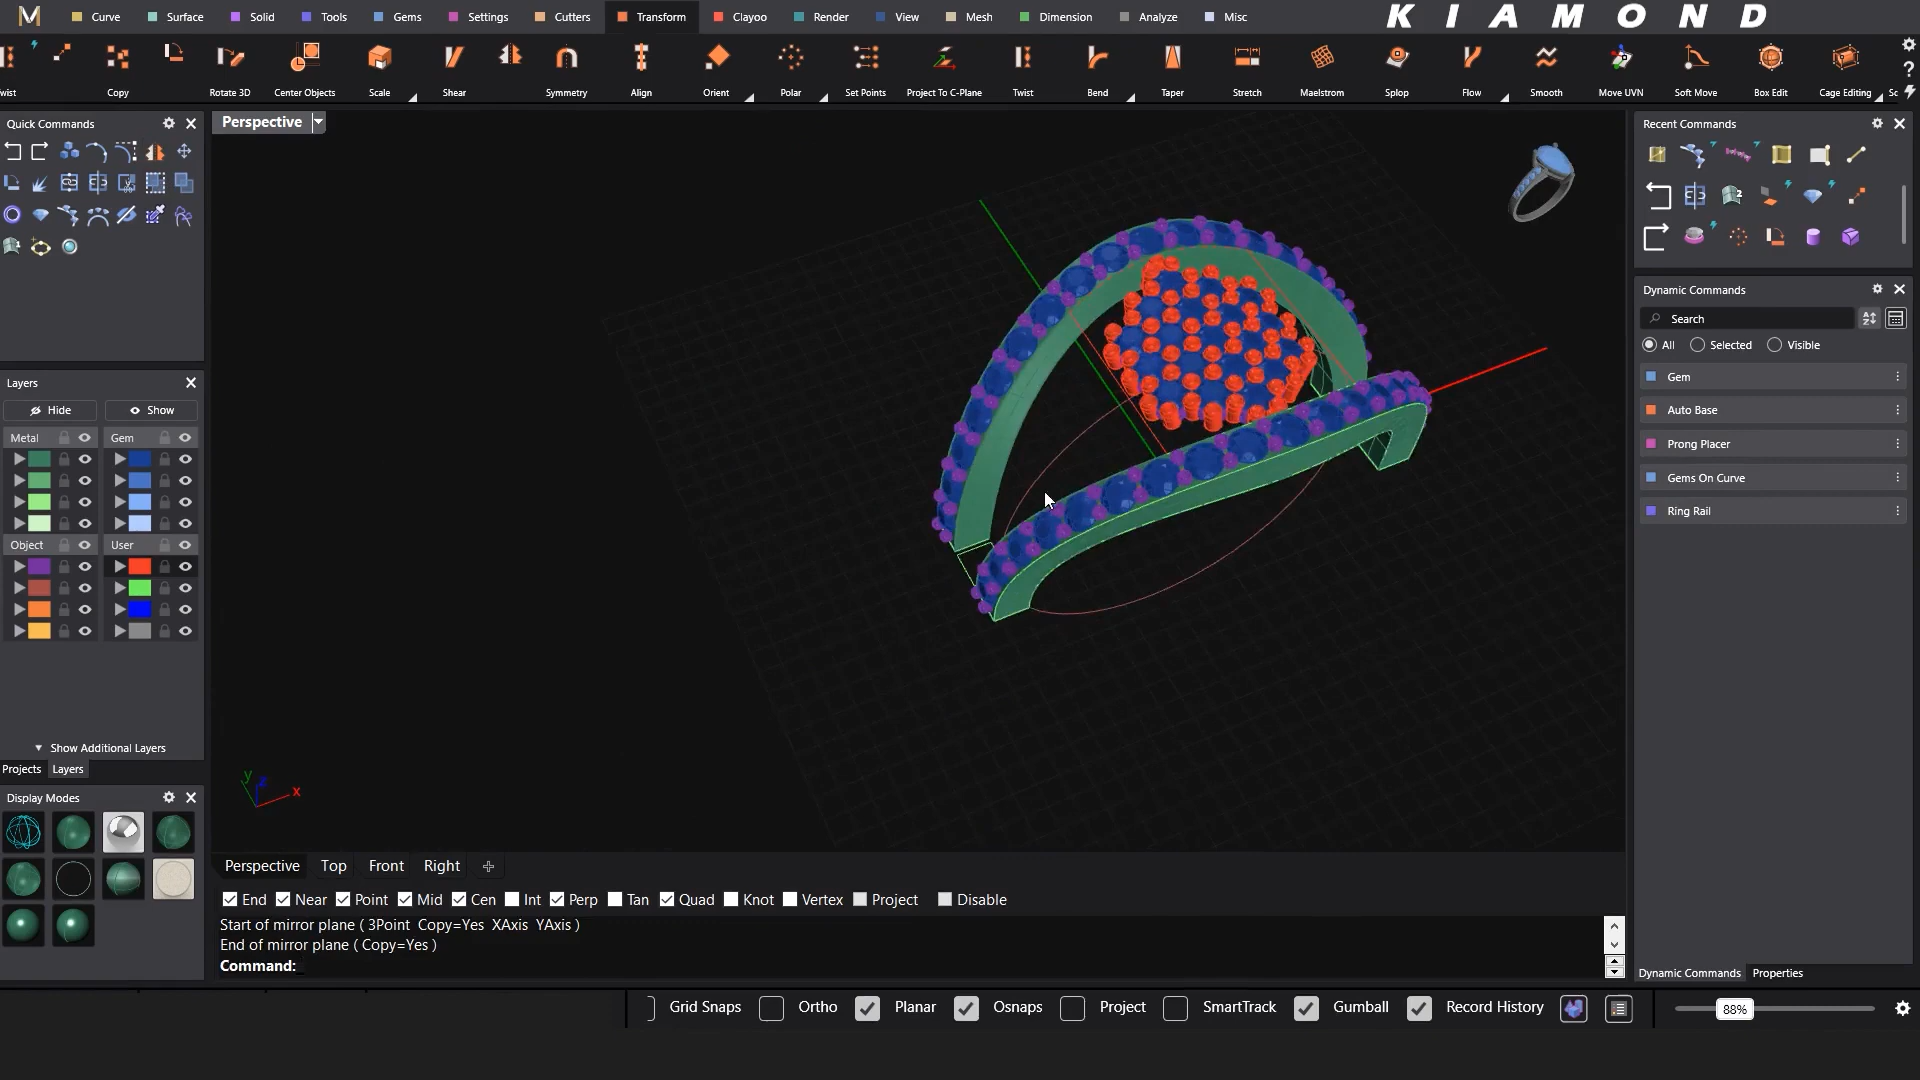 Curve Surface Solid Tools Gems Settings Cutters Transform Clayoo Render View Mesh Dimension Analyze Misc
K I A M O N D
wist Copy Rotate 3D Center Objects Scale Shear Symmetry Align Orient Polar Set Points Project To C-Plane Twist Bend Taper Stretch Maelstrom Splop Flow Smooth Move UVN Soft Move Box Edit Cage Editing Sc
Quick Commands
Perspective
Recent Commands
Layers
Hide Show
Metal Gem
Object User
Show Additional Layers
Projects Layers
Display Modes
Dynamic Commands
Search
All Selected Visible
Gem
Auto Base
Prong Placer
Gems On Curve
Ring Rail
y
z
x
Perspective Top Front Right
End Near Point Mid Cen Int Perp Tan Quad Knot Vertex Project Disable
Start of mirror plane ( 3Point Copy=Yes XAxis YAxis )
End of mirror plane ( Copy=Yes )
Command:
Dynamic Commands Properties
Grid Snaps Ortho Planar Osnaps Project SmartTrack Gumball Record History
88%